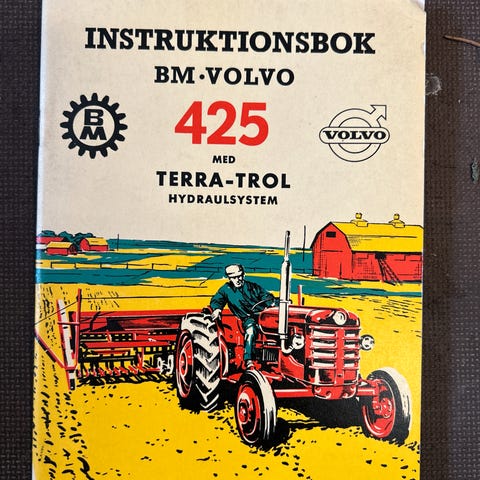 INSTRUKTIONSBOK
BM·VOLVO
BM
425
VOLVO
MED
TERRA-TROL
HYDRAULSYSTEM